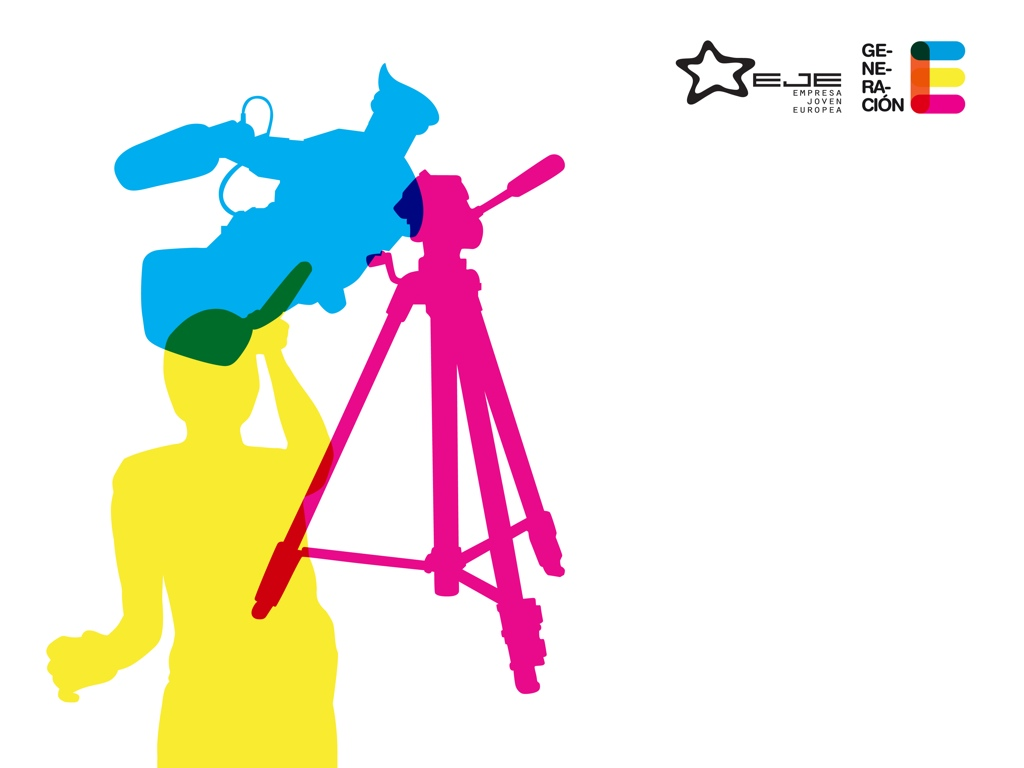 EJE
EMPRESA
JOVEN
EUROPEA
GE-
NE-
RA-
CIÓN
E